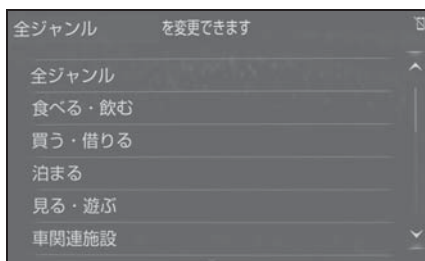 全ジャンル を変更できます
全ジャンル
食べる・飲む
買う・借りる
泊まる
見る・遊ぶ
車関連施設